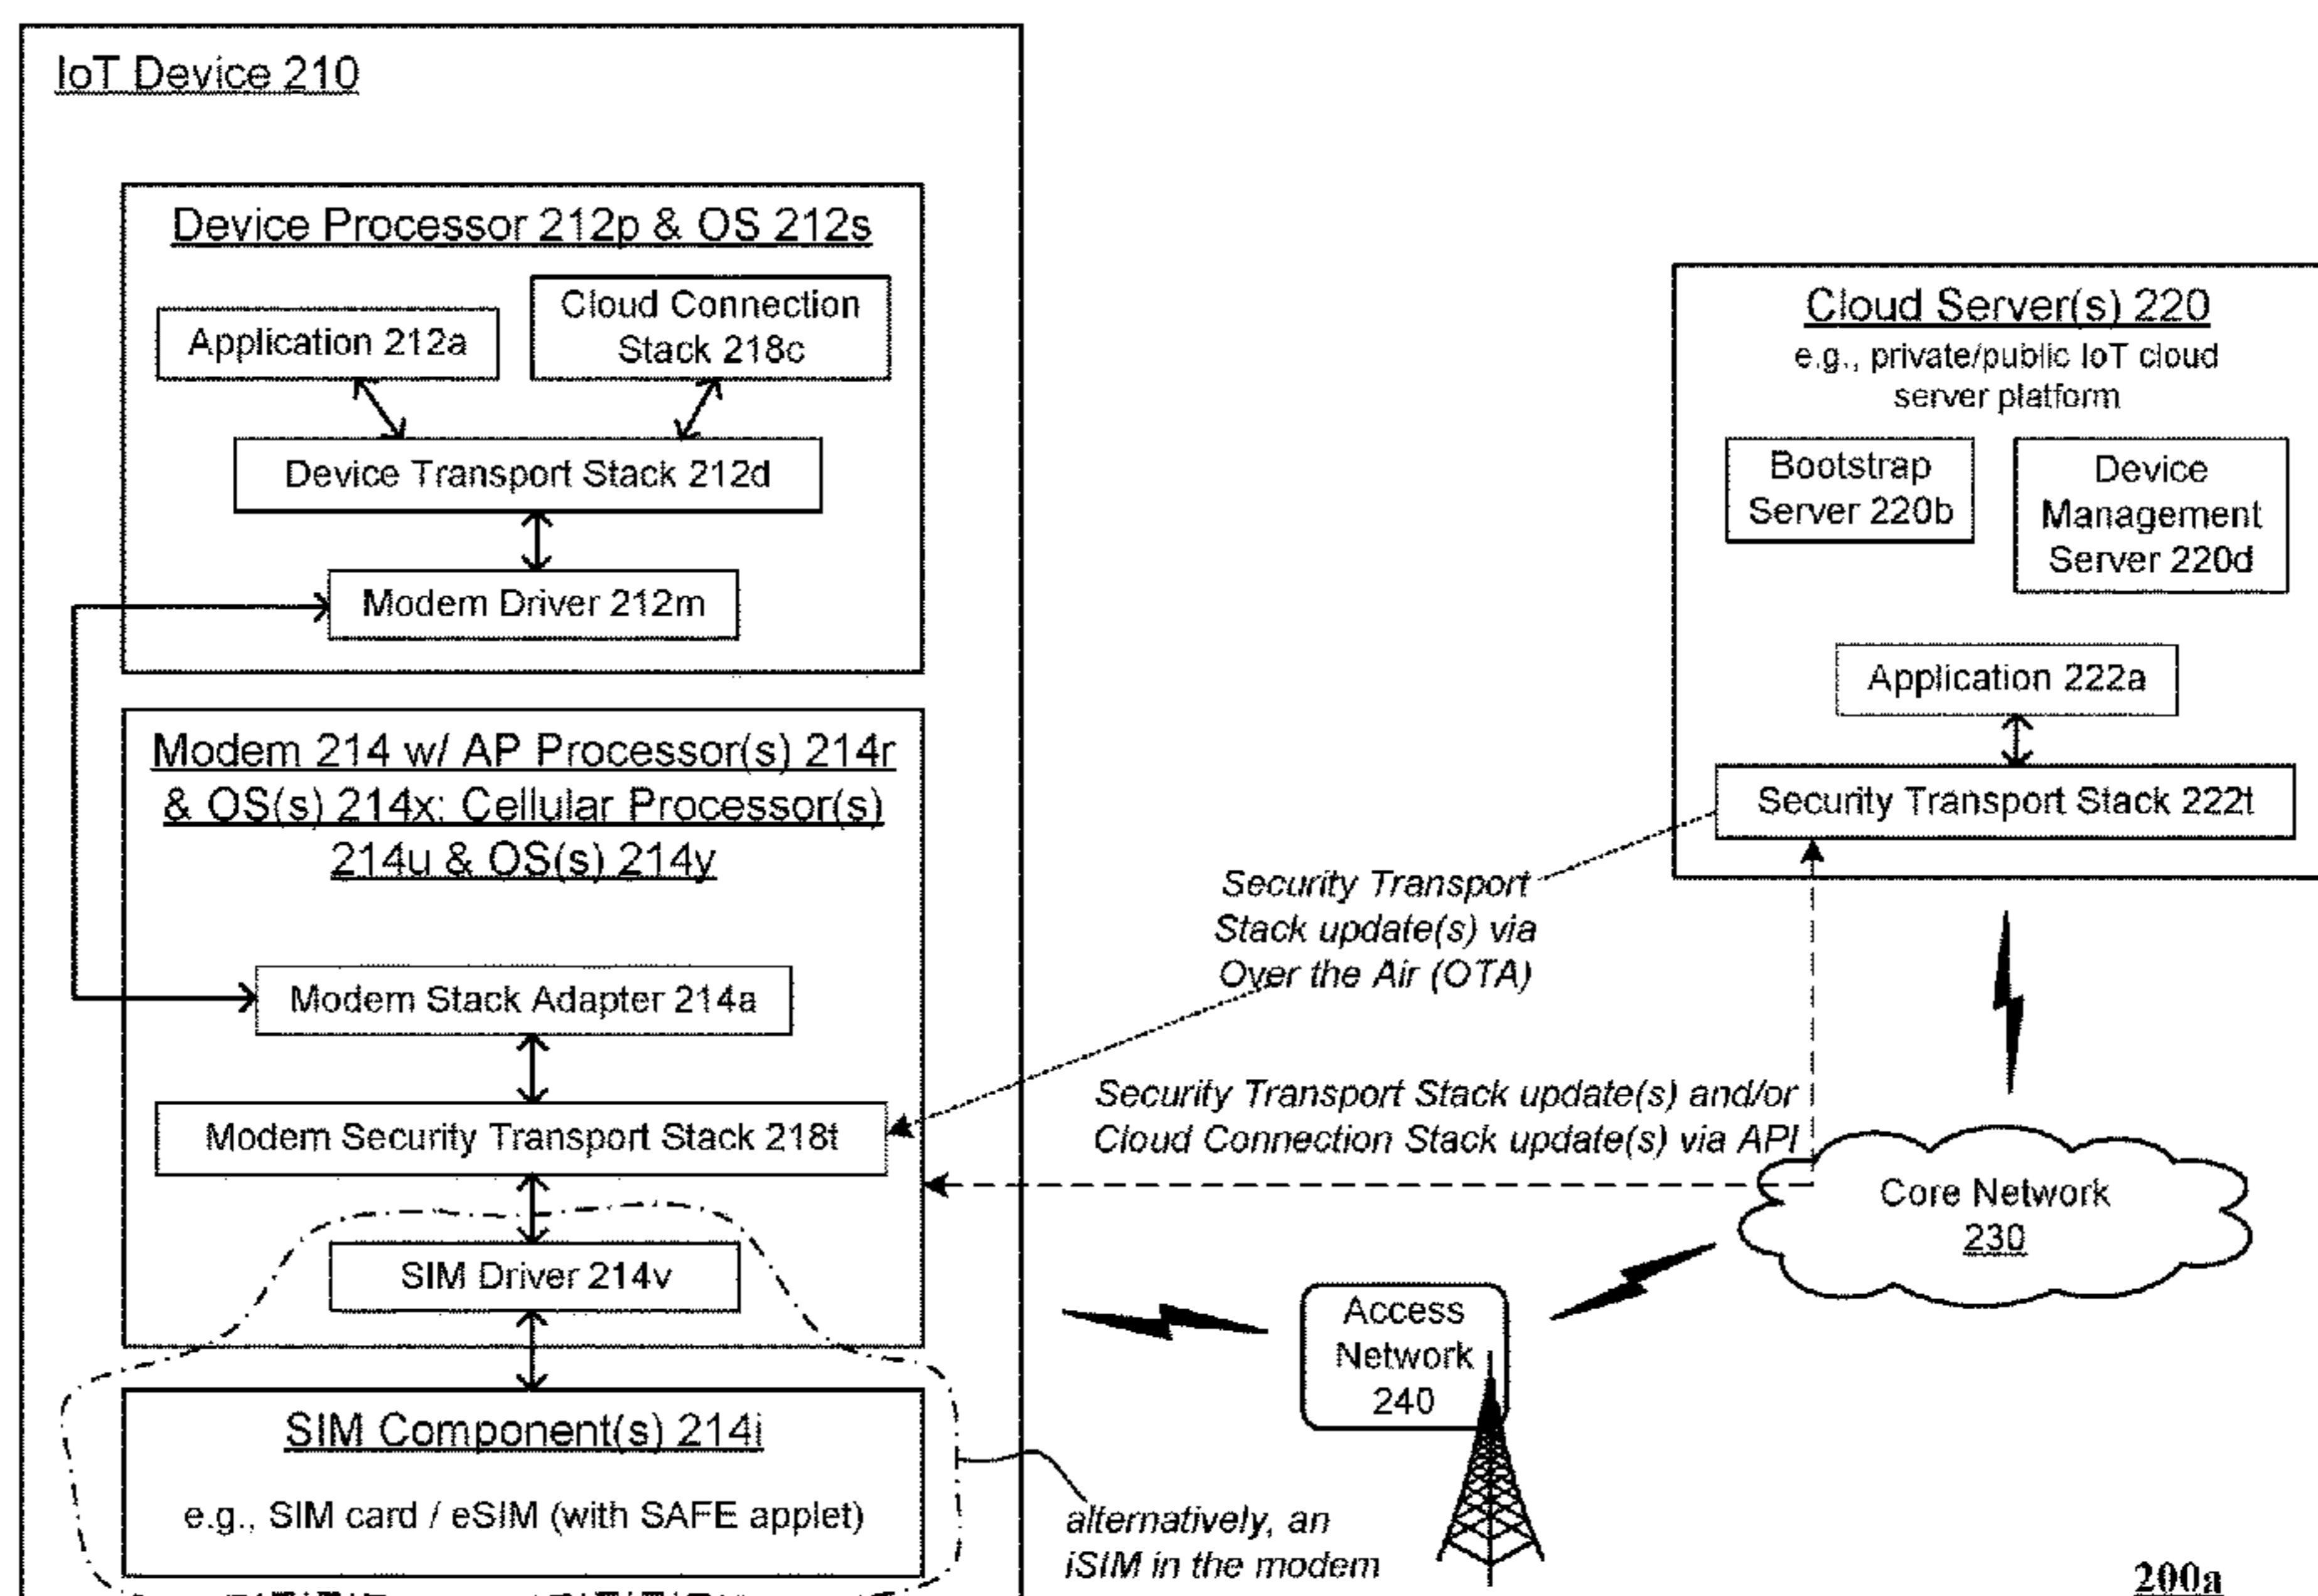 IoT Device 210
Device Processor 212p & OS 212s
Application 212a
Cloud Connection
Stack 218c
Device Transport Stack 212d
Modem Driver 212m
Modem 214 w/ AP Processor(s) 214r
& OS(s) 214x; Cellular Processor(s)
214u & OS(s) 214y
Modem Stack Adapter 214a
Modem Security Transport Stack 218t
SIM Driver 214v
SIM Component(s) 214i
e.g., SIM card / eSIM (with SAFE applet)
Security Transport
Stack update(s) via
Over the Air (OTA)
Security Transport Stack update(s) and/or
Cloud Connection Stack update(s) via API
alternatively, an
iSIM in the modem
Access
Network
240
Cloud Server(s) 220
e.g., private/public IoT cloud
server platform
Bootstrap
Server 220b
Device
Management
Server 220d
Application 222a
Security Transport Stack 222t
Core Network
230
200a